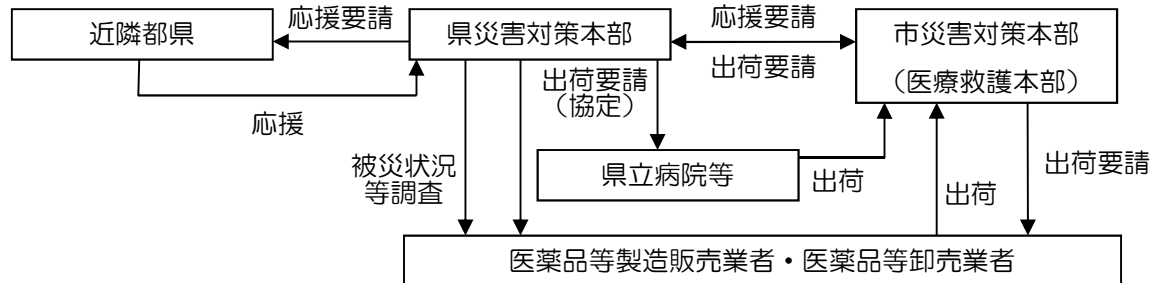 近隣都県
応援要請
県災害対策本部
応援要請
出荷要請
市災害対策本部
（医療救護本部）
応援
出荷要請
（協定）
被災状況
等調査
県立病院等
出荷
出荷
出荷要請
医薬品等製造販売業者・医薬品等卸売業者